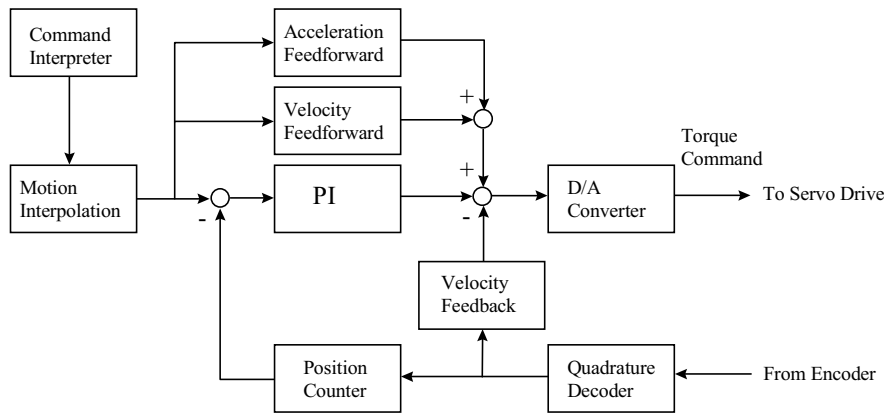 Command
Interpreter
Acceleration
Feedforward
+
Velocity
Feedforward
+
Torque
Command
Motion
Interpolation
-
PI
-
D/A
Converter
To Servo Drive
Velocity
Feedback
Position
Counter
Quadrature
Decoder
From Encoder